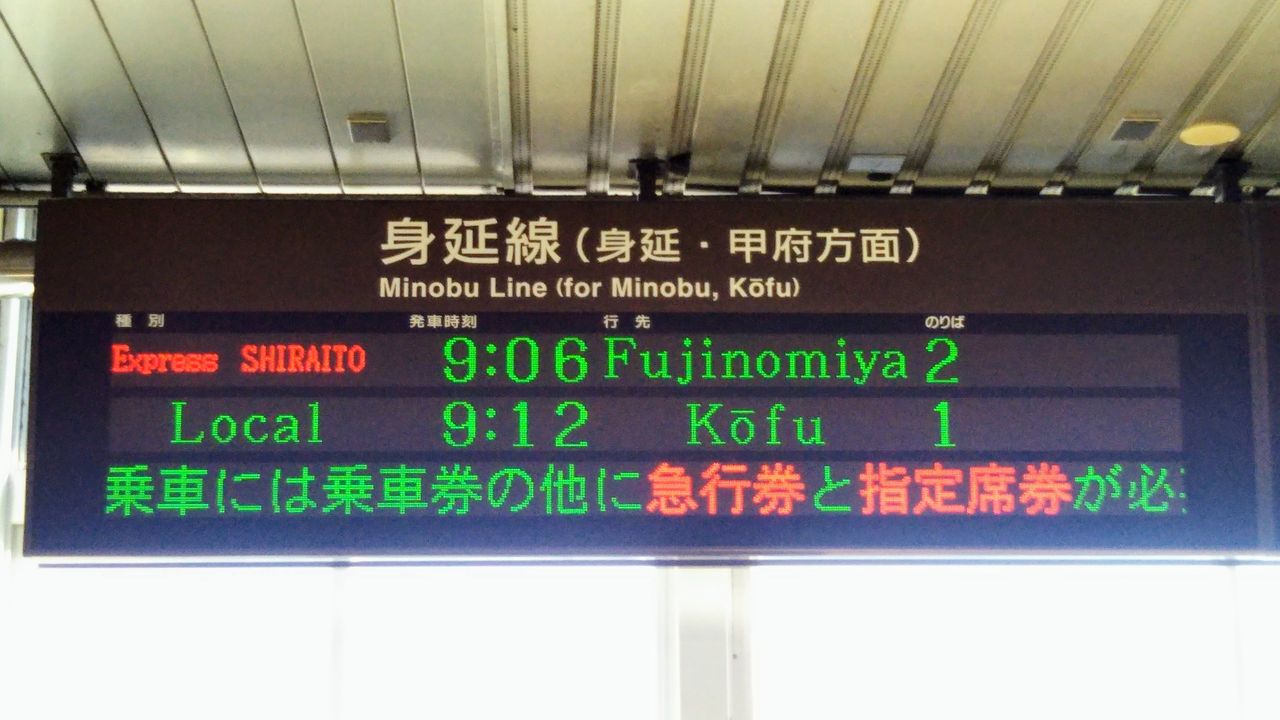 身延線(身延・甲府方面)
Minobu Line (for Minobu, Kōfu)
種別 発車時刻 行先 のりば
Express SHIRAITO 9:06 Fujinomiya 2
Local 9:12 Kōfu 1
乗車には乗車券の他に急行券と指定席券が必